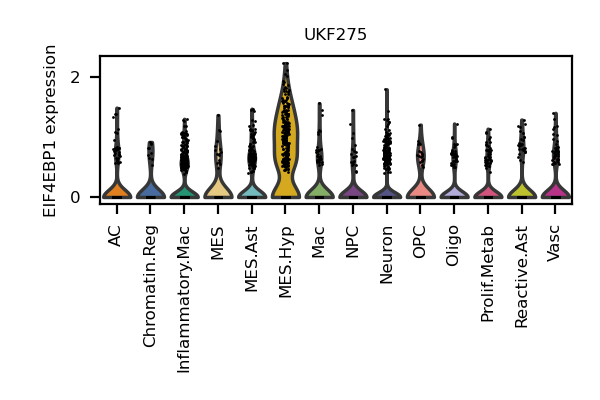 UKF275
EIF4EBP1 expression
2
0
AC
Chromatin.Reg
Inflammatory.Mac
MES
MES.Ast
MES.Hyp
Mac
NPC
Neuron
OPC
Oligo
Prolif.Metab
Reactive.Ast
Vasc